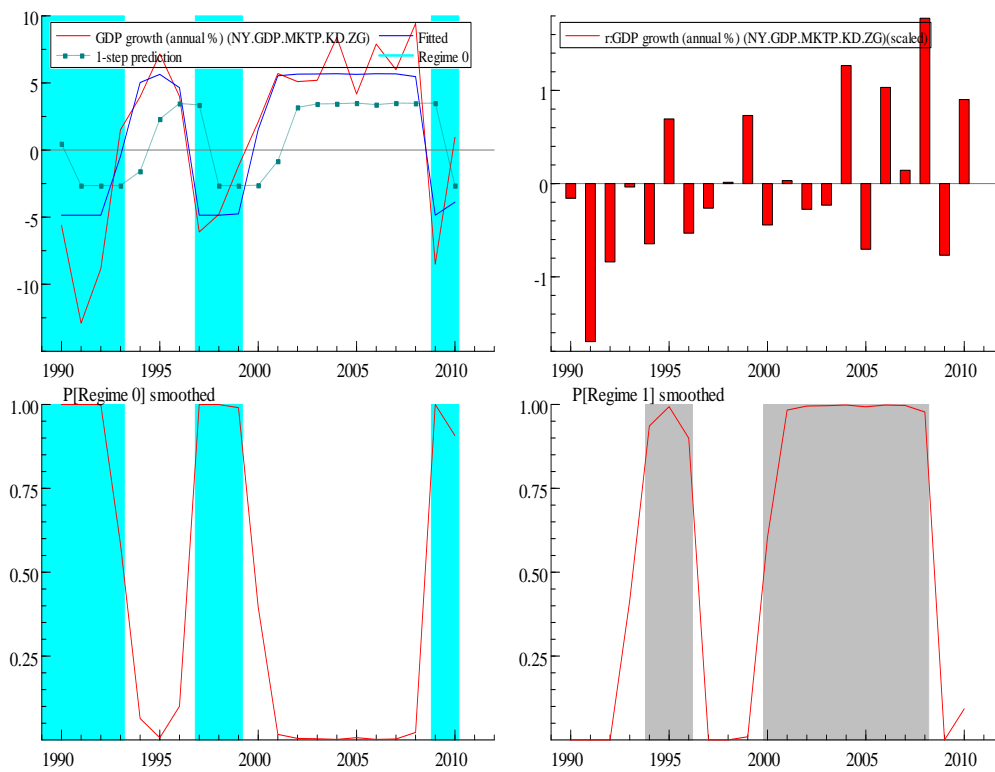 10
5
0
-5
-10
GDP growth (annual %) (NY.GDP.MKTP.KD.ZG) Fitted
1-step prediction Regime 0
1990 1995 2000 2005 2010
1
0
-1
r:GDP growth (annual %) (NY.GDP.MKTP.KD.ZG)(scaled)
1990 1995 2000 2005 2010
P[Regime 0] smoothed
1.00
0.75
0.50
0.25
1990 1995 2000 2005 2010
P[Regime 1] smoothed
1.00
0.75
0.50
0.25
1990 1995 2000 2005 2010